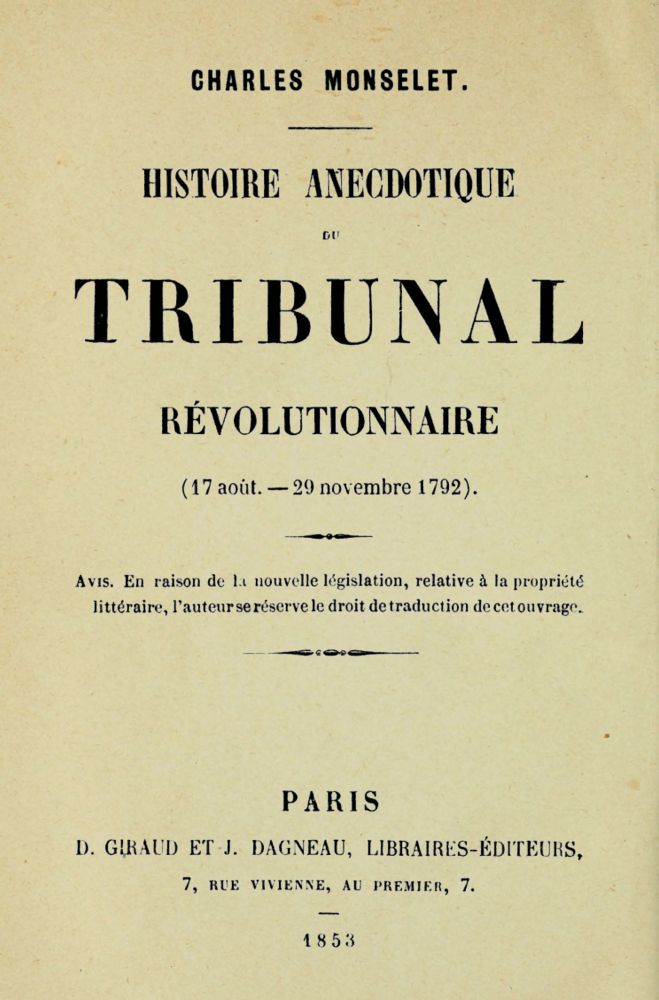 CHARLES MONSELET.
HISTOIRE ANECDOTIQUE
DU
TRIBUNAL
RÉVOLUTIONNAIRE
(17 août. — 29 novembre 1792).
AVIS. En raison de la nouvelle législation, relative à la propriété
littéraire, l'auteur se réserve le droit de traduction de cet ouvrage.
PARIS
D. GIRAUD ET J. DAGNEAU, LIBRAIRES-ÉDITEURS,
7, RUE VIVIENNE, AU PREMIER, 7.
1853